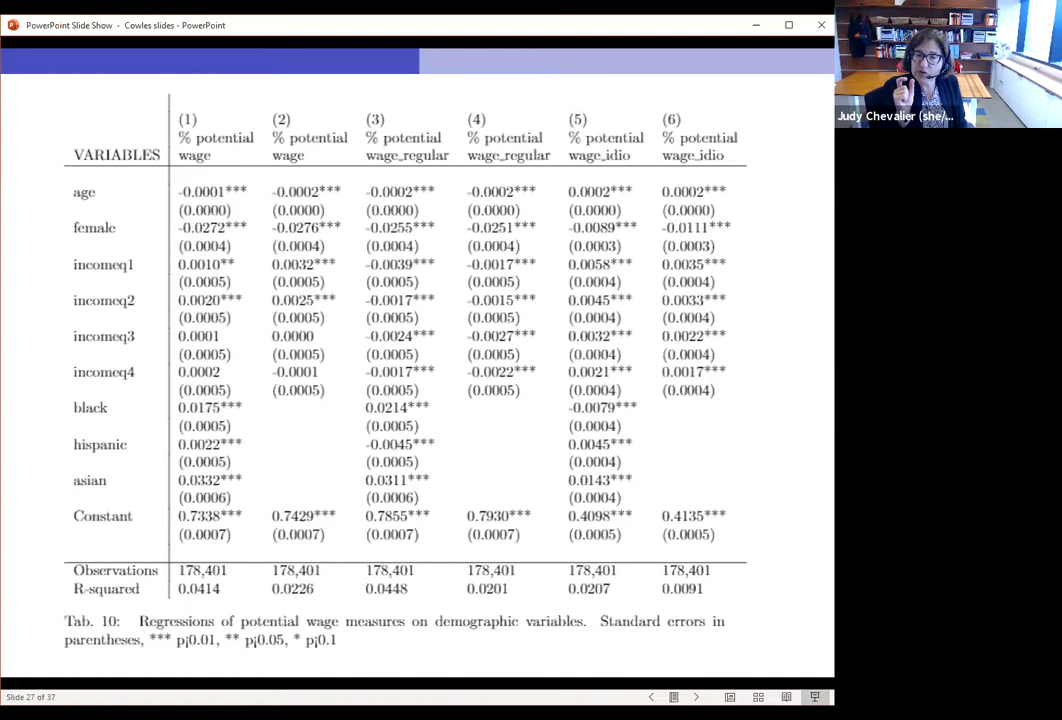 PowerPoint Slide Show - Cowles slides - PowerPoint
Judy Chevalier (she/...
(1) (2) (3) (4) (5) (6)
% potential % potential % potential % potential % potential % potential
VARIABLES wage wage wage_regular wage_regular wage_idio wage_idio
age -0.0001*** -0.0002*** -0.0002*** -0.0002*** 0.0002*** 0.0002***
(0.0000) (0.0000) (0.0000) (0.0000) (0.0000) (0.0000)
female -0.0272*** -0.0276*** -0.0255*** -0.0251*** -0.0089*** -0.0111***
(0.0004) (0.0004) (0.0004) (0.0004) (0.0003) (0.0003)
incomeq1 0.0010** 0.0032*** -0.0039*** -0.0017*** 0.0058*** 0.0035***
(0.0005) (0.0005) (0.0005) (0.0005) (0.0004) (0.0004)
incomeq2 0.0020*** 0.0025*** -0.0017*** -0.0015*** 0.0045*** 0.0033***
(0.0005) (0.0005) (0.0005) (0.0005) (0.0004) (0.0004)
incomeq3 0.0001 0.0000 -0.0024*** -0.0027*** 0.0032*** 0.0022***
(0.0005) (0.0005) (0.0005) (0.0005) (0.0004) (0.0004)
incomeq4 0.0002 -0.0001 -0.0017*** -0.0022*** 0.0021*** 0.0017***
(0.0005) (0.0005) (0.0005) (0.0005) (0.0004) (0.0004)
black 0.0175*** 0.0214*** -0.0079***
(0.0005) (0.0005) (0.0004)
hispanic 0.0022*** -0.0045*** 0.0045***
(0.0005) (0.0005) (0.0004)
asian 0.0332*** 0.0311*** 0.0143***
(0.0006) (0.0006) (0.0004)
Constant 0.7338*** 0.7429*** 0.7855*** 0.7930*** 0.4098*** 0.4135***
(0.0007) (0.0007) (0.0007) (0.0007) (0.0005) (0.0005)
Observations 178,401 178,401 178,401 178,401 178,401 178,401
R-squared 0.0414 0.0226 0.0448 0.0201 0.0207 0.0091
Tab. 10: Regressions of potential wage measures on demographic variables. Standard errors in
parentheses, *** p¡0.01, ** p¡0.05, * p¡0.1
Slide 27 of 37